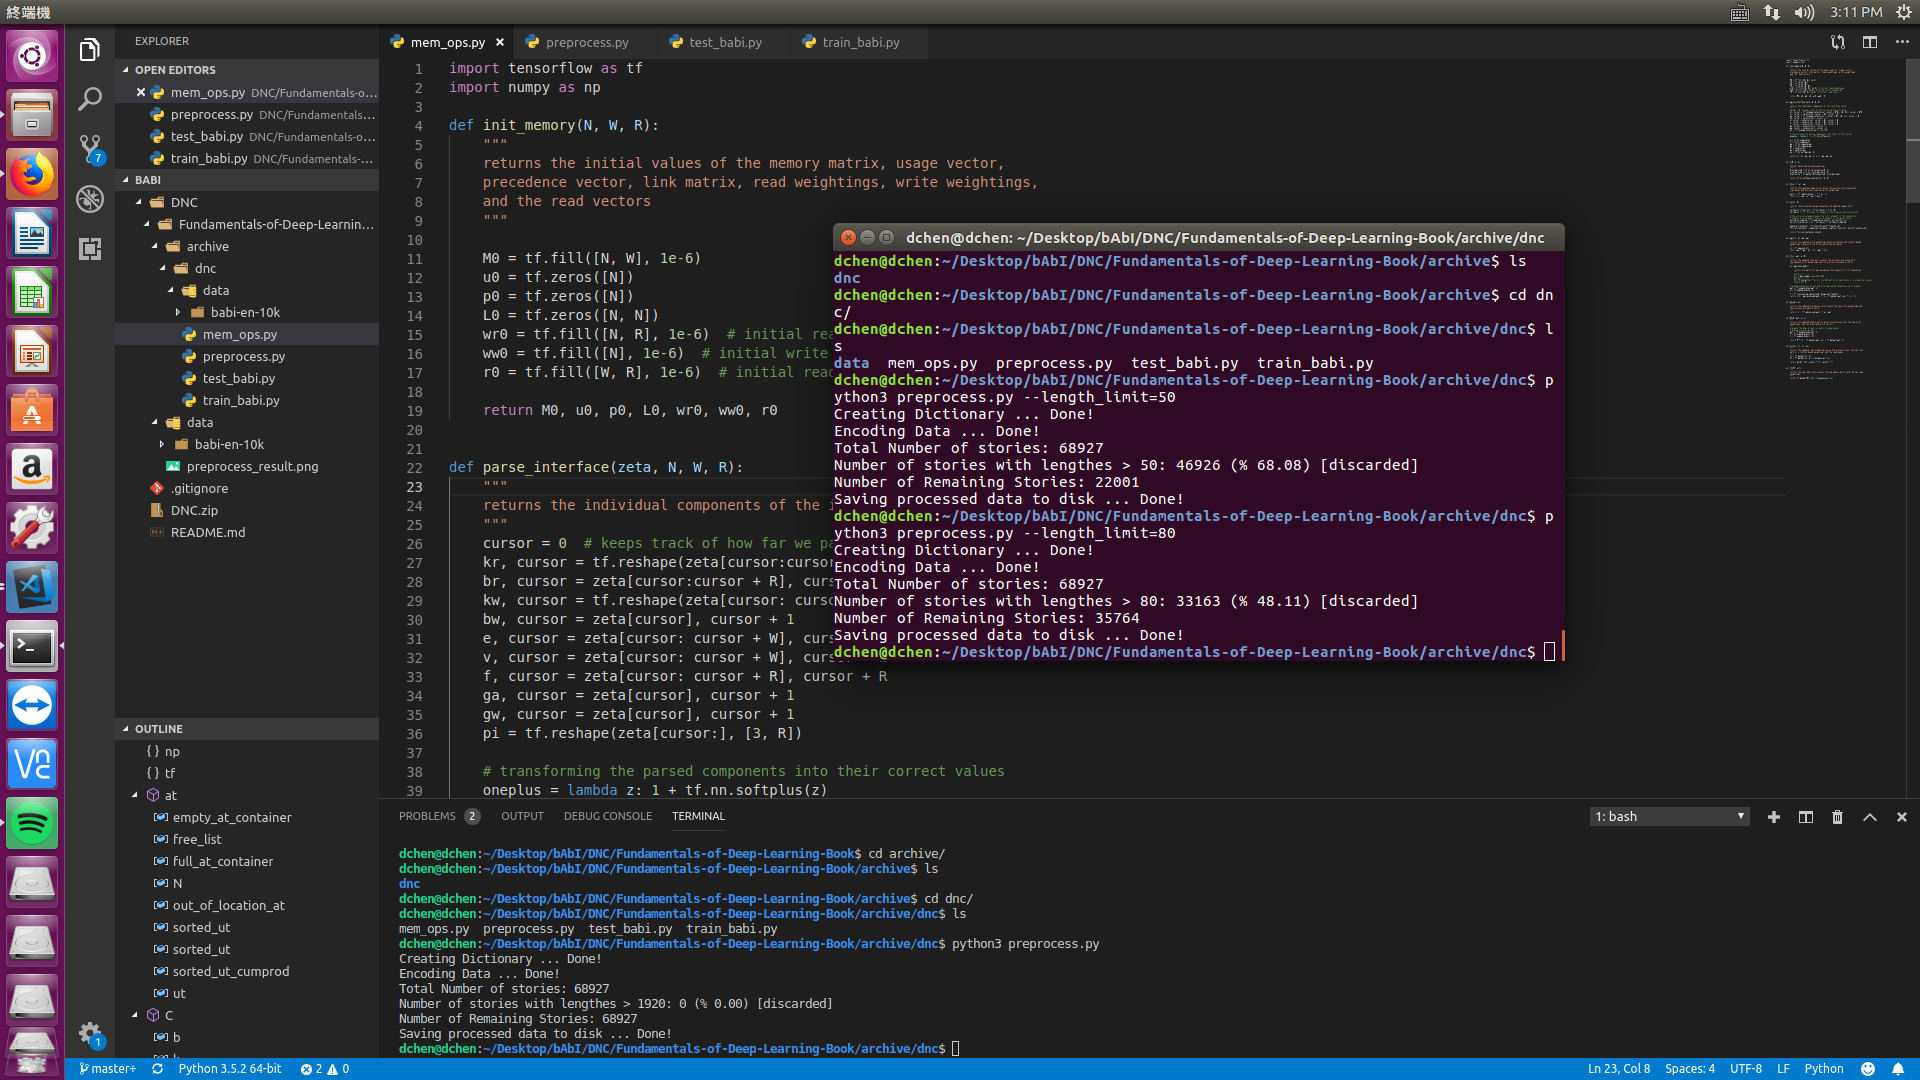 終端機
3:11 PM
EXPLORER
OPEN EDITORS
mem_ops.py DNC/Fundamentals-o...
preprocess.py DNC/Fundamentals...
test_babi.py DNC/Fundamentals-o...
train_babi.py DNC/Fundamentals-...
BABI
DNC
Fundamentals-of-Deep-Learnin...
archive
dnc
data
babi-en-10k
mem_ops.py
preprocess.py
test_babi.py
train_babi.py
data
babi-en-10k
preprocess_result.png
.gitignore
DNC.zip
README.md
OUTLINE
{ } np
{ } tf
at
empty_at_container
free_list
full_at_container
N
out_of_location_at
sorted_ut
sorted_ut
sorted_ut_cumprod
ut
C
b
7
1
mem_ops.py
preprocess.py
test_babi.py
train_babi.py
1 import tensorflow as tf
2 import numpy as np
3
4 def init_memory(N, W, R):
5 """
6 returns the initial values of the memory matrix, usage vector,
7 precedence vector, link matrix, read weightings, write weightings,
8 and the read vectors
9 """
10
11 M0 = tf.fill([N, W], 1e-6)
12 u0 = tf.zeros([N])
13 p0 = tf.zeros([N])
14 L0 = tf.zeros([N, N])
15 wr0 = tf.fill([N, R], 1e-6)  # initial rea
16 ww0 = tf.fill([N], 1e-6)  # initial write
17 r0 = tf.fill([W, R], 1e-6)  # initial rea
18
19 return M0, u0, p0, L0, wr0, ww0, r0
20
21
22 def parse_interface(zeta, N, W, R):
23 """
24 returns the individual components of the i
25 """
26 cursor = 0  # keeps track of how far we pa
27 kr, cursor = tf.reshape(zeta[cursor:curso
28 br, cursor = zeta[cursor:cursor + R], curs
29 kw, cursor = tf.reshape(zeta[cursor: curso
30 bw, cursor = zeta[cursor], cursor + 1
31 e, cursor = zeta[cursor: cursor + W], curs
32 v, cursor = zeta[cursor: cursor + W], curs
33 f, cursor = zeta[cursor: cursor + R], cursor + R
34 ga, cursor = zeta[cursor], cursor + 1
35 gw, cursor = zeta[cursor], cursor + 1
36 pi = tf.reshape(zeta[cursor:], [3, R])
37
38 # transforming the parsed components into their correct values
39 oneplus = lambda z: 1 + tf.nn.softplus(z)
dchen@dchen: ~/Desktop/bAbI/DNC/Fundamentals-of-Deep-Learning-Book/archive/dnc
dchen@dchen:~/Desktop/bAbI/DNC/Fundamentals-of-Deep-Learning-Book/archive$ ls
dnc
dchen@dchen:~/Desktop/bAbI/DNC/Fundamentals-of-Deep-Learning-Book/archive$ cd dn
c/
dchen@dchen:~/Desktop/bAbI/DNC/Fundamentals-of-Deep-Learning-Book/archive/dnc$ l
s
data  mem_ops.py  preprocess.py  test_babi.py  train_babi.py
dchen@dchen:~/Desktop/bAbI/DNC/Fundamentals-of-Deep-Learning-Book/archive/dnc$ p
ython3 preprocess.py --length_limit=50
Creating Dictionary ... Done!
Encoding Data ... Done!
Total Number of stories: 68927
Number of stories with lengthes > 50: 46926 (% 68.08) [discarded]
Number of Remaining Stories: 22001
Saving processed data to disk ... Done!
dchen@dchen:~/Desktop/bAbI/DNC/Fundamentals-of-Deep-Learning-Book/archive/dnc$ p
ython3 preprocess.py --length_limit=80
Creating Dictionary ... Done!
Encoding Data ... Done!
Total Number of stories: 68927
Number of stories with lengthes > 80: 33163 (% 48.11) [discarded]
Number of Remaining Stories: 35764
Saving processed data to disk ... Done!
dchen@dchen:~/Desktop/bAbI/DNC/Fundamentals-of-Deep-Learning-Book/archive/dnc$
PROBLEMS 2 OUTPUT DEBUG CONSOLE TERMINAL 1: bash
dchen@dchen:~/Desktop/bAbI/DNC/Fundamentals-of-Deep-Learning-Book$ cd archive/
dchen@dchen:~/Desktop/bAbI/DNC/Fundamentals-of-Deep-Learning-Book/archive$ ls
dnc
dchen@dchen:~/Desktop/bAbI/DNC/Fundamentals-of-Deep-Learning-Book/archive$ cd dnc/
dchen@dchen:~/Desktop/bAbI/DNC/Fundamentals-of-Deep-Learning-Book/archive/dnc$ ls
mem_ops.py  preprocess.py  test_babi.py  train_babi.py
dchen@dchen:~/Desktop/bAbI/DNC/Fundamentals-of-Deep-Learning-Book/archive/dnc$ python3 preprocess.py
Creating Dictionary ... Done!
Encoding Data ... Done!
Total Number of stories: 68927
Number of stories with lengthes > 1920: 0 (% 0.00) [discarded]
Number of Remaining Stories: 68927
Saving processed data to disk ... Done!
dchen@dchen:~/Desktop/bAbI/DNC/Fundamentals-of-Deep-Learning-Book/archive/dnc$
master+ Python 3.5.2 64-bit 2 0 Ln 23, Col 8 Spaces: 4 UTF-8 LF Python